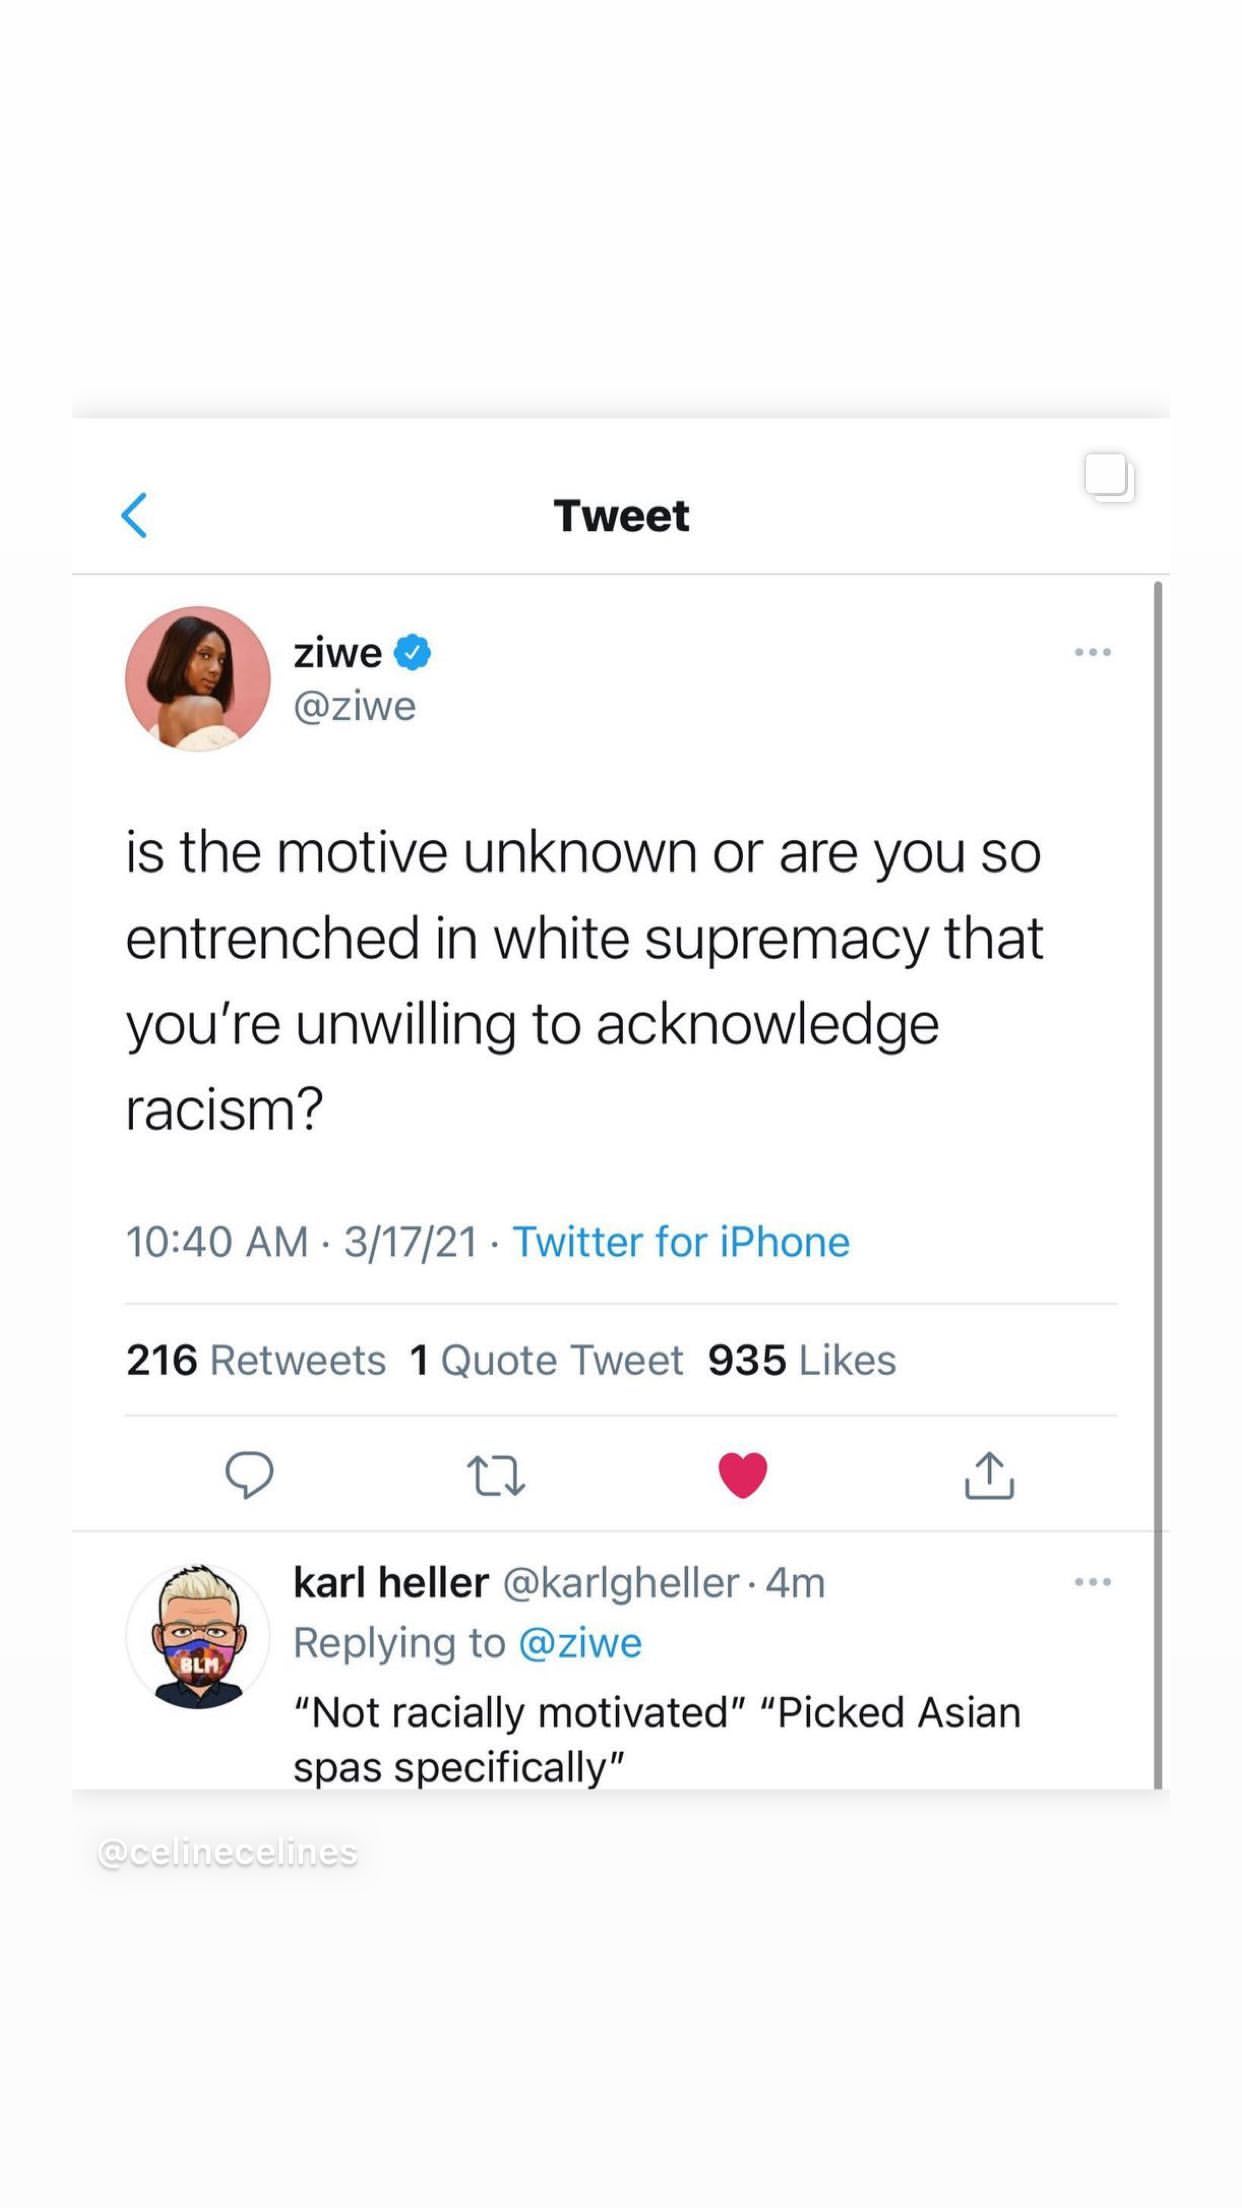 Tweet
ziwe
@ziwe
is the motive unknown or are you so
entrenched in white supremacy that
you're unwilling to acknowledge
racism?
10:40 AM · 3/17/21 · Twitter for iPhone
216 Retweets 1 Quote Tweet 935 Likes
karl heller @karlgheller · 4m
Replying to @ziwe
BLM
“Not racially motivated” “Picked Asian
spas specifically”
@celinecelines